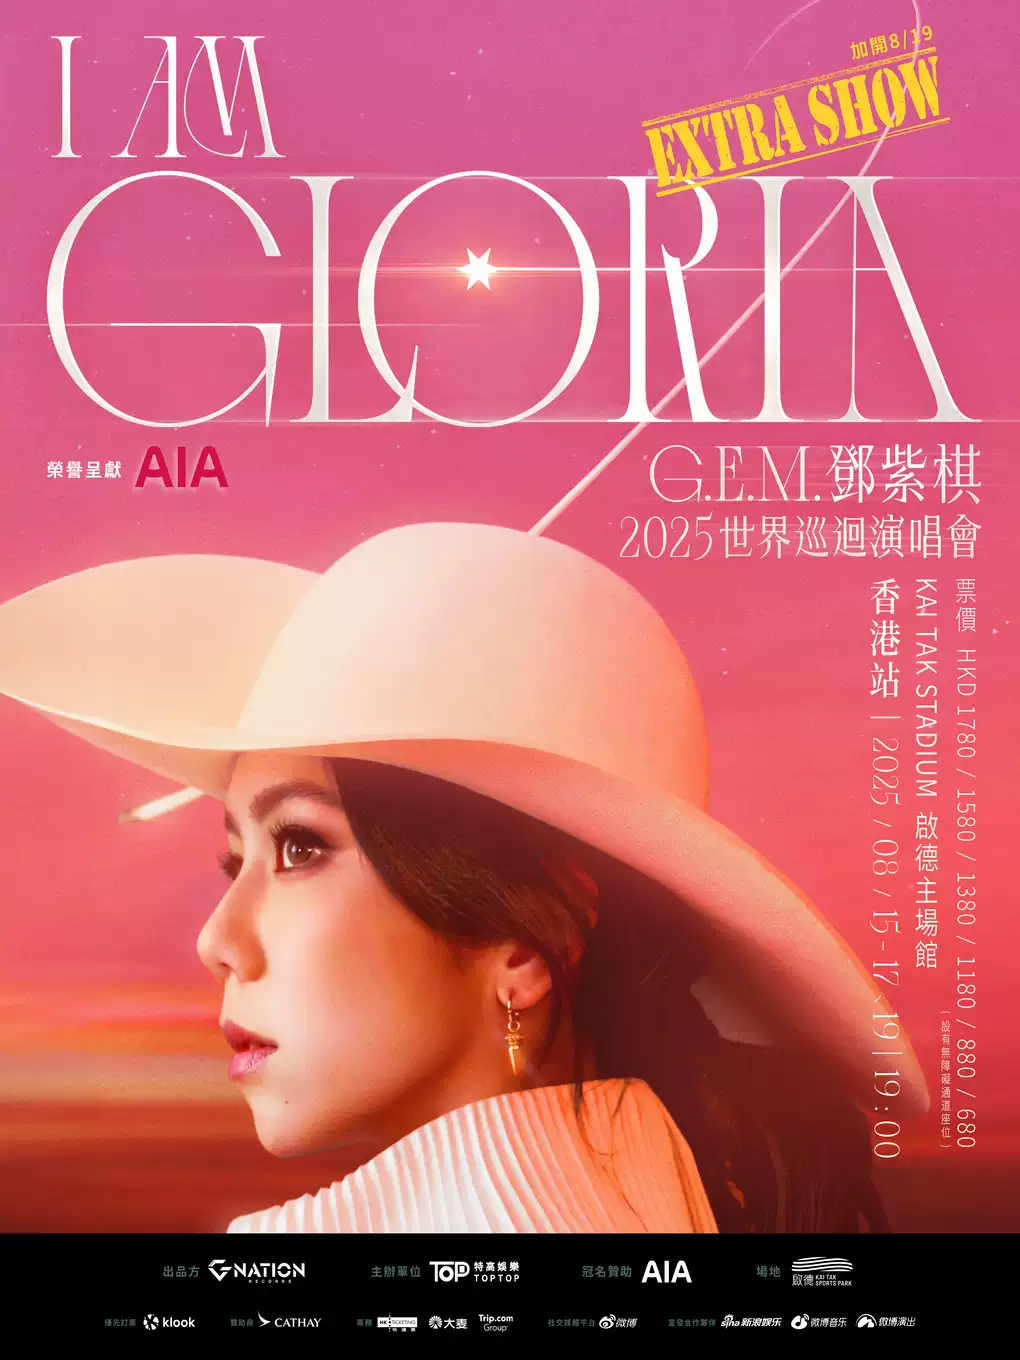 I AM
GLORIA
加開8/19
EXTRA SHOW
榮譽呈獻 AIA
G.E.M.鄧紫棋
2025世界巡迴演唱會
票價 HKD 1780 / 1580 / 1380 / 1180 / 880 / 680
(設有無障礙通道座位)
KAI TAK STADIUM 啟德主場館
香港站 | 2025 / 08 / 15-17、19 | 19:00
出品方 G NATION RECORDS
主辦單位 TOP 特高娛樂 TOPTOP
冠名贊助 AIA
場地 啟德 KAI TAK SPORTS PARK
優先訂票 klook
贊助商 CATHAY
票務 HK TICKETING 快達票 大麦 Trip.com Group
社交媒體平台 微博
宣發合作夥伴 sina 新浪娱乐 微博音乐 微博演出